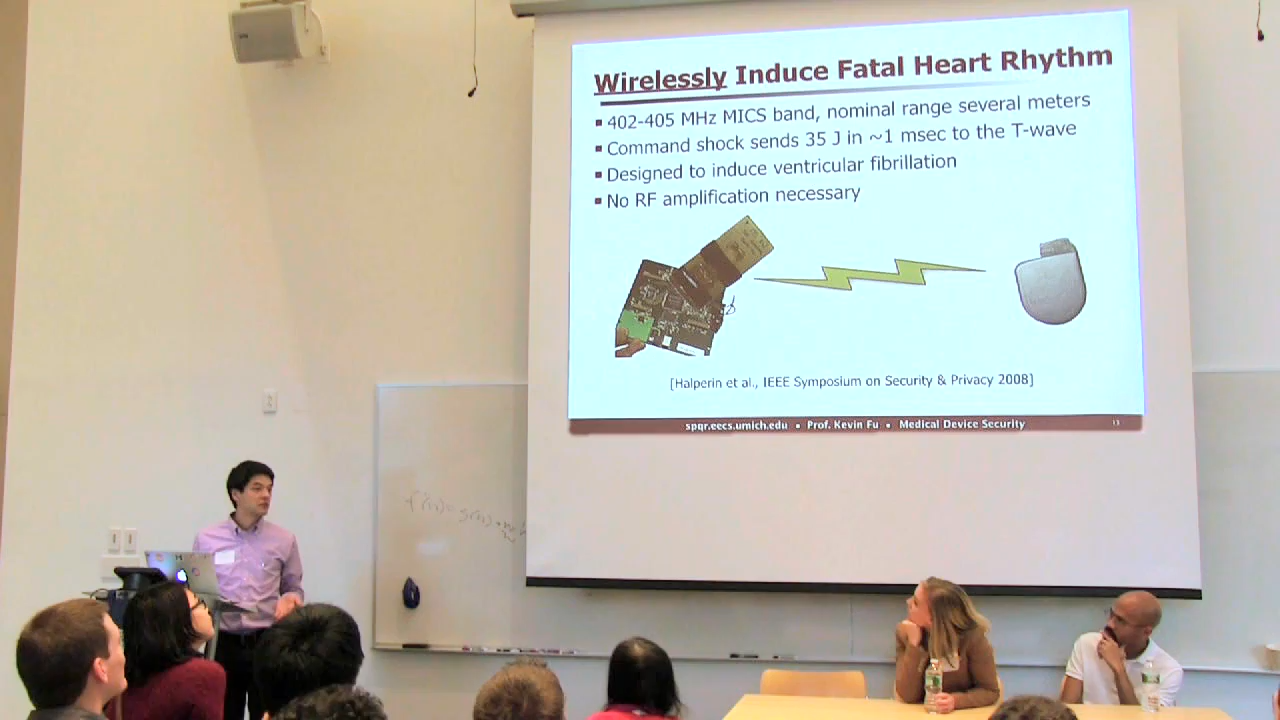 Wirelessly Induce Fatal Heart Rhythm
402-405 MHz MICS band, nominal range several meters
Command shock sends 35 J in ~1 msec to the T-wave
Designed to induce ventricular fibrillation
No RF amplification necessary
[Halperin et al., IEEE Symposium on Security & Privacy 2008]
spqr.eecs.umich.edu • Prof. Kevin Fu • Medical Device Security